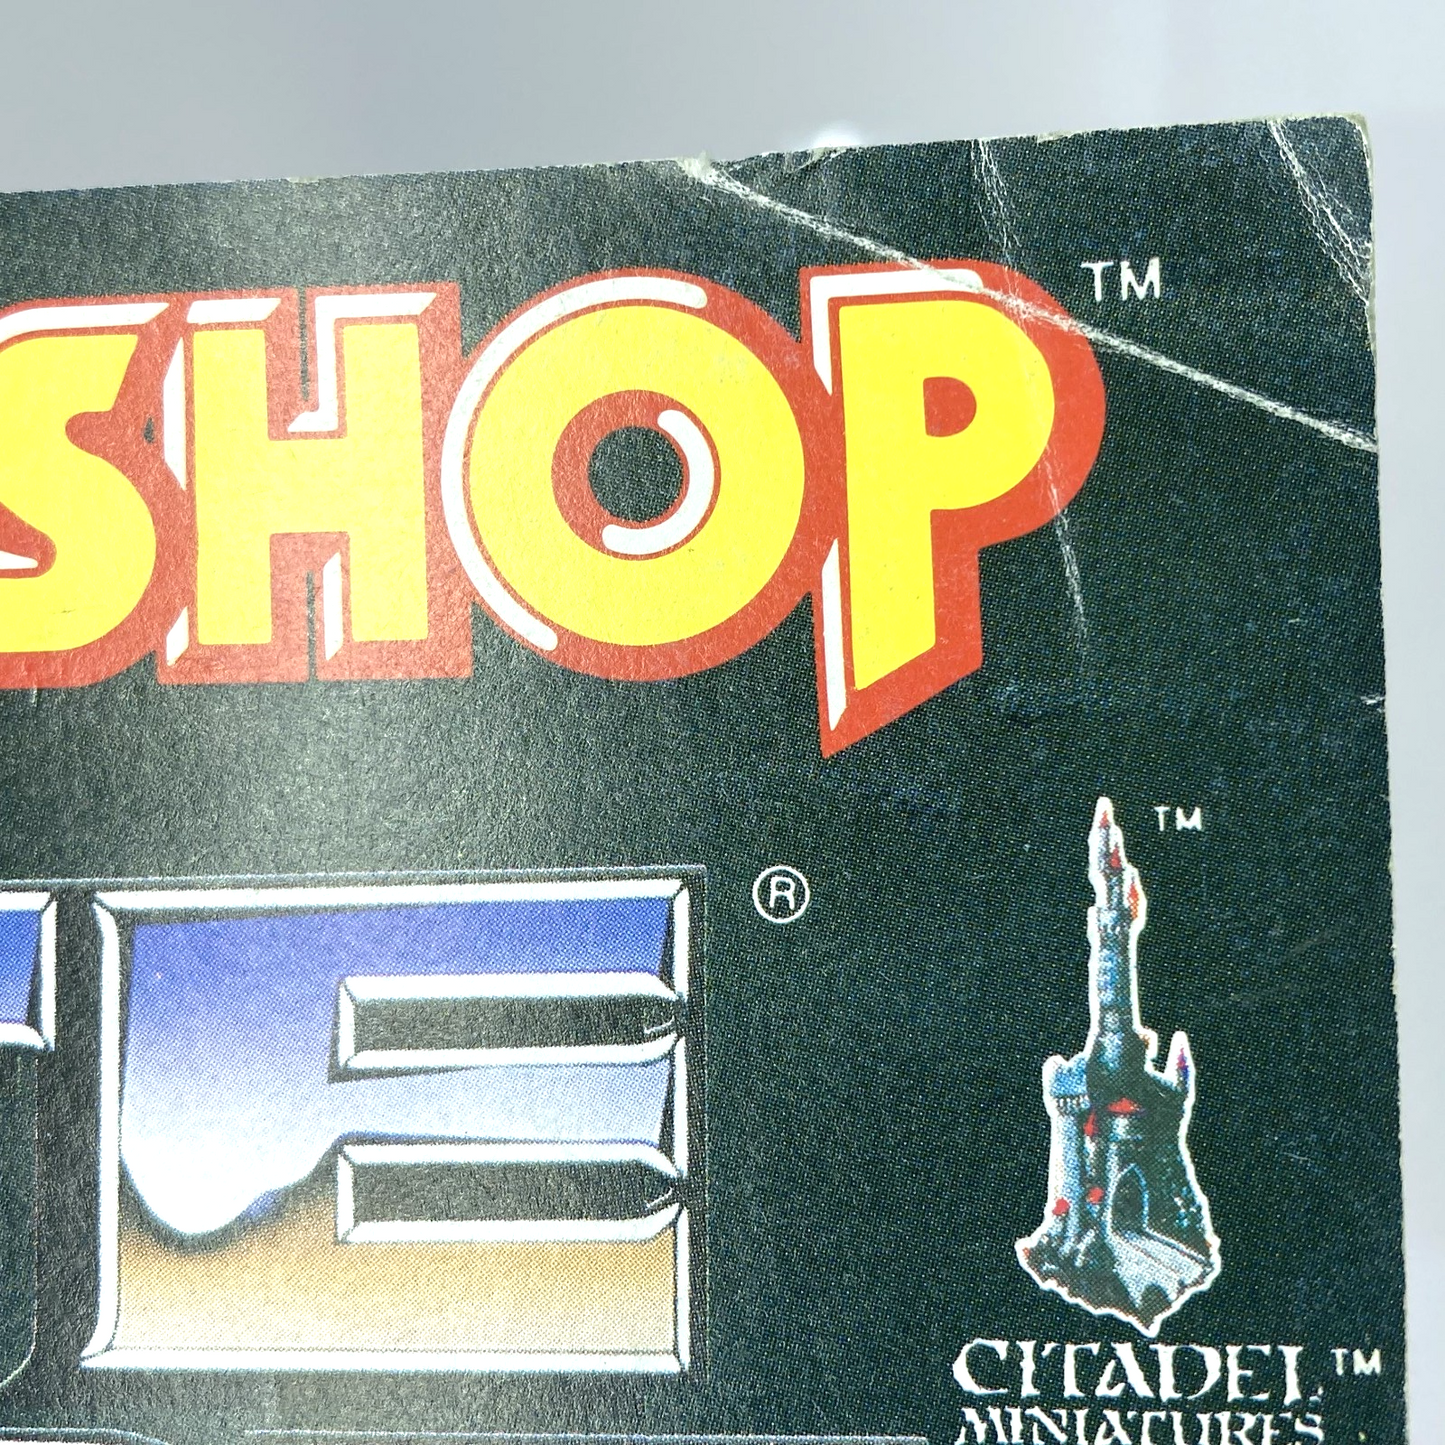 SHOP™
E®
™
CITADEL™
MINIATURES